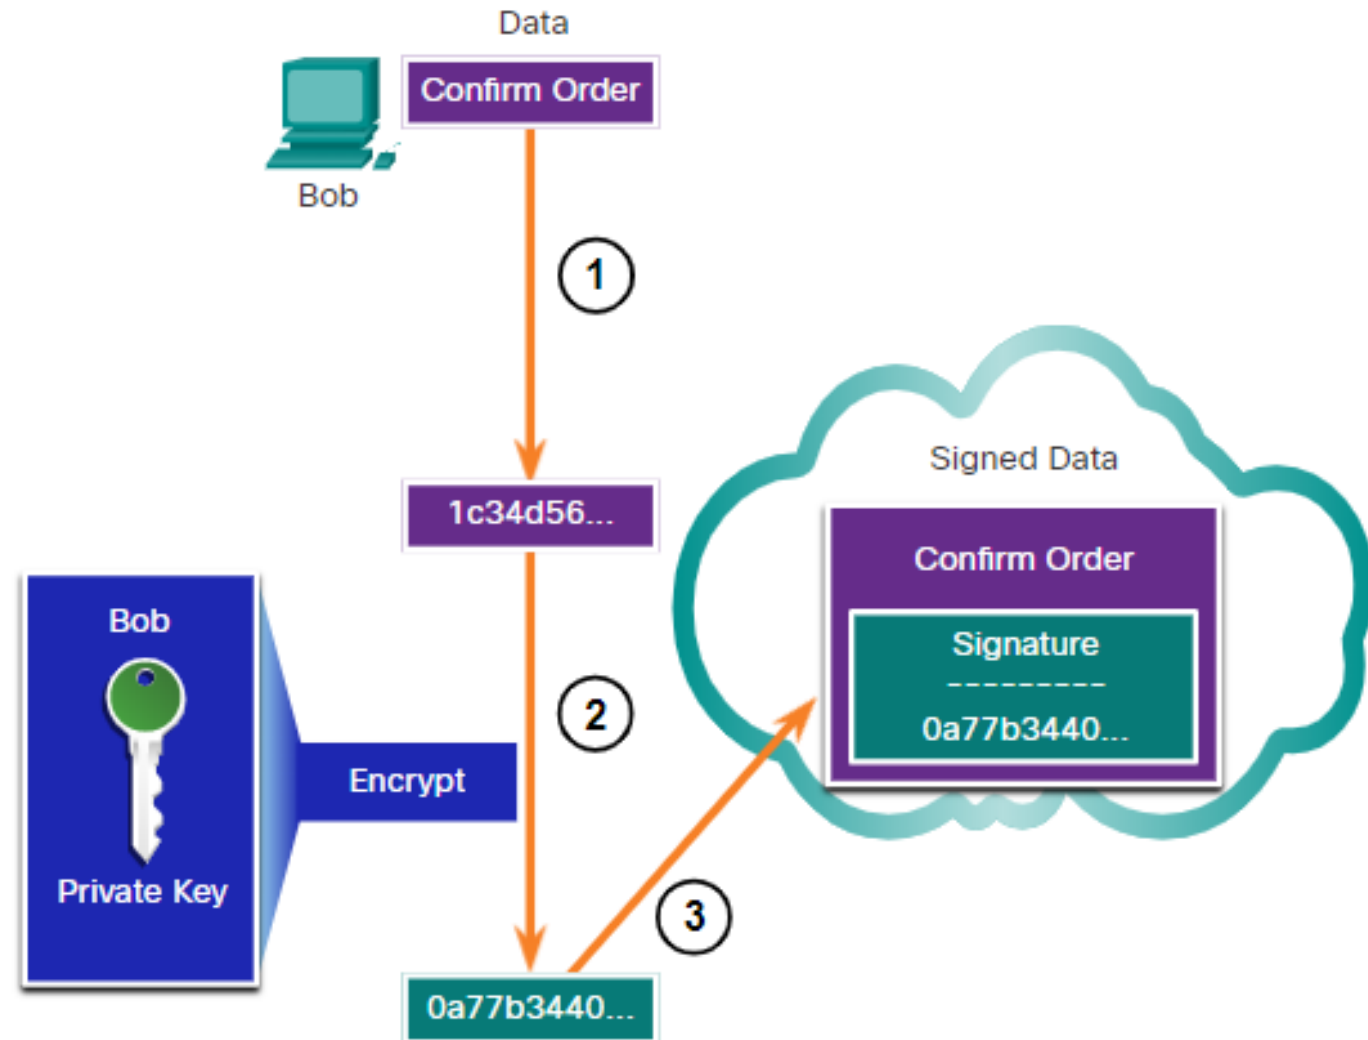 Data
Confirm Order
Bob
1
1c34d56...
Bob
Private Key
Encrypt
2
0a77b3440...
3
Signed Data
Confirm Order
Signature
---------
0a77b3440...